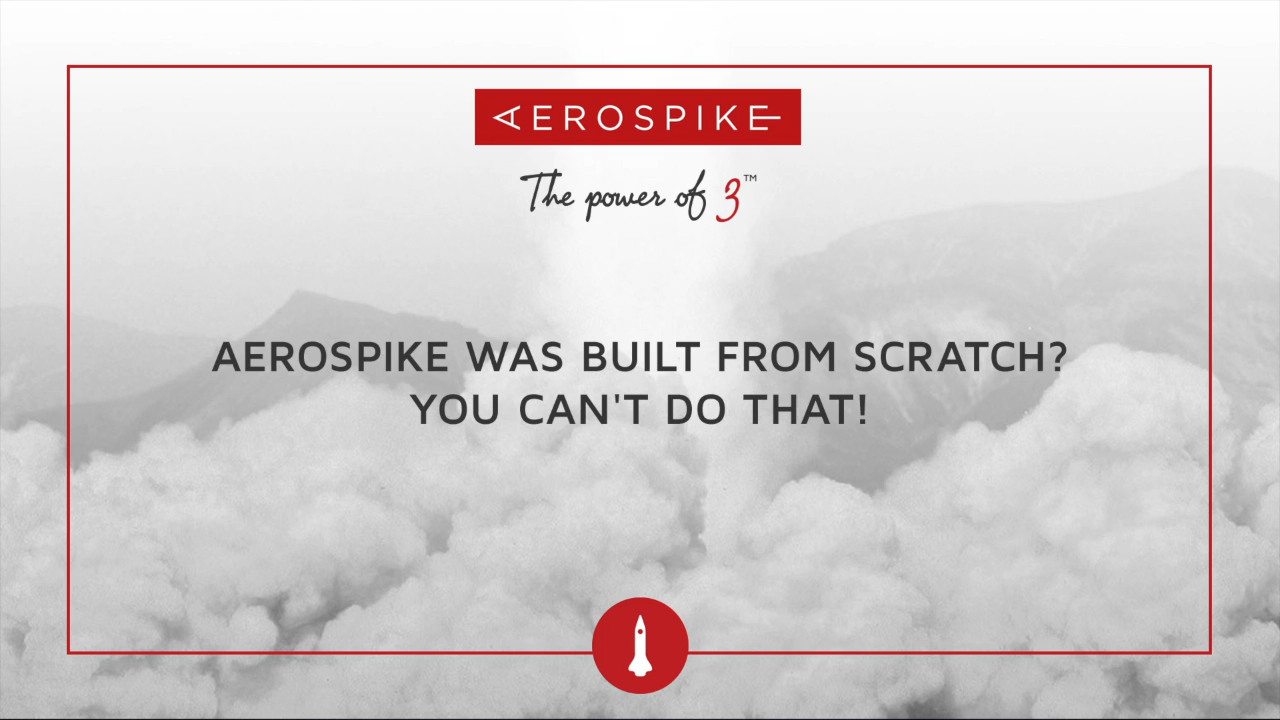 AEROSPIKE
The power of 3™
AEROSPIKE WAS BUILT FROM SCRATCH?
YOU CAN'T DO THAT!